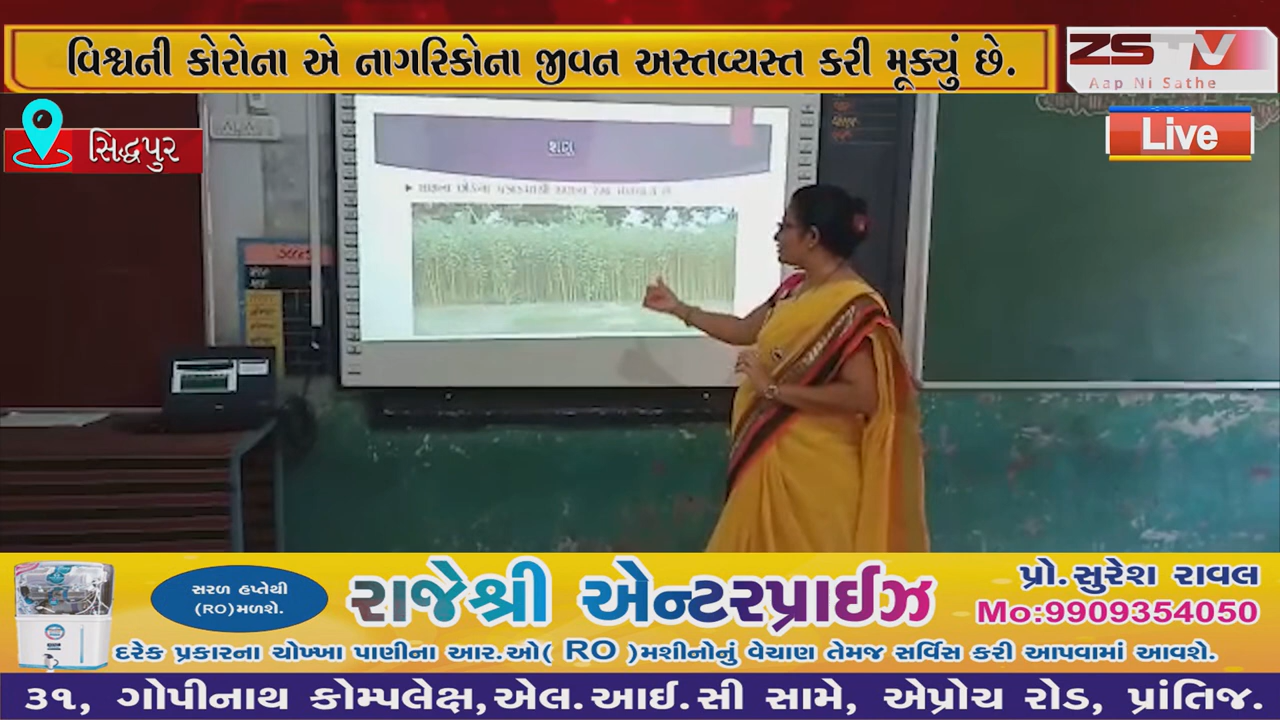 વિશ્વની કોરોના એ નાગરિકોના જીવન અસ્તવ્યસ્ત કરી મૂક્યું છે.
ZSTV
Aap Ni Sathe
સિદ્ધપુર
Live
શણ
સરળ હપ્તેથી
(RO)મળશે.
રાજેશ્રી એન્ટરપ્રાઈઝ
પ્રો.સુરેશ રાવલ
Mo:9909354050
દરેક પ્રકારના ચોખ્ખા પાણીના આર.ઓ( RO )મશીનોનું વેચાણ તેમજ સર્વિસ કરી આપવામાં આવશે.
૩૧, ગોપીનાથ કોમ્પલેક્ષ,એલ.આઈ.સી સામે, એપ્રોચ રોડ, પ્રાંતિજ.